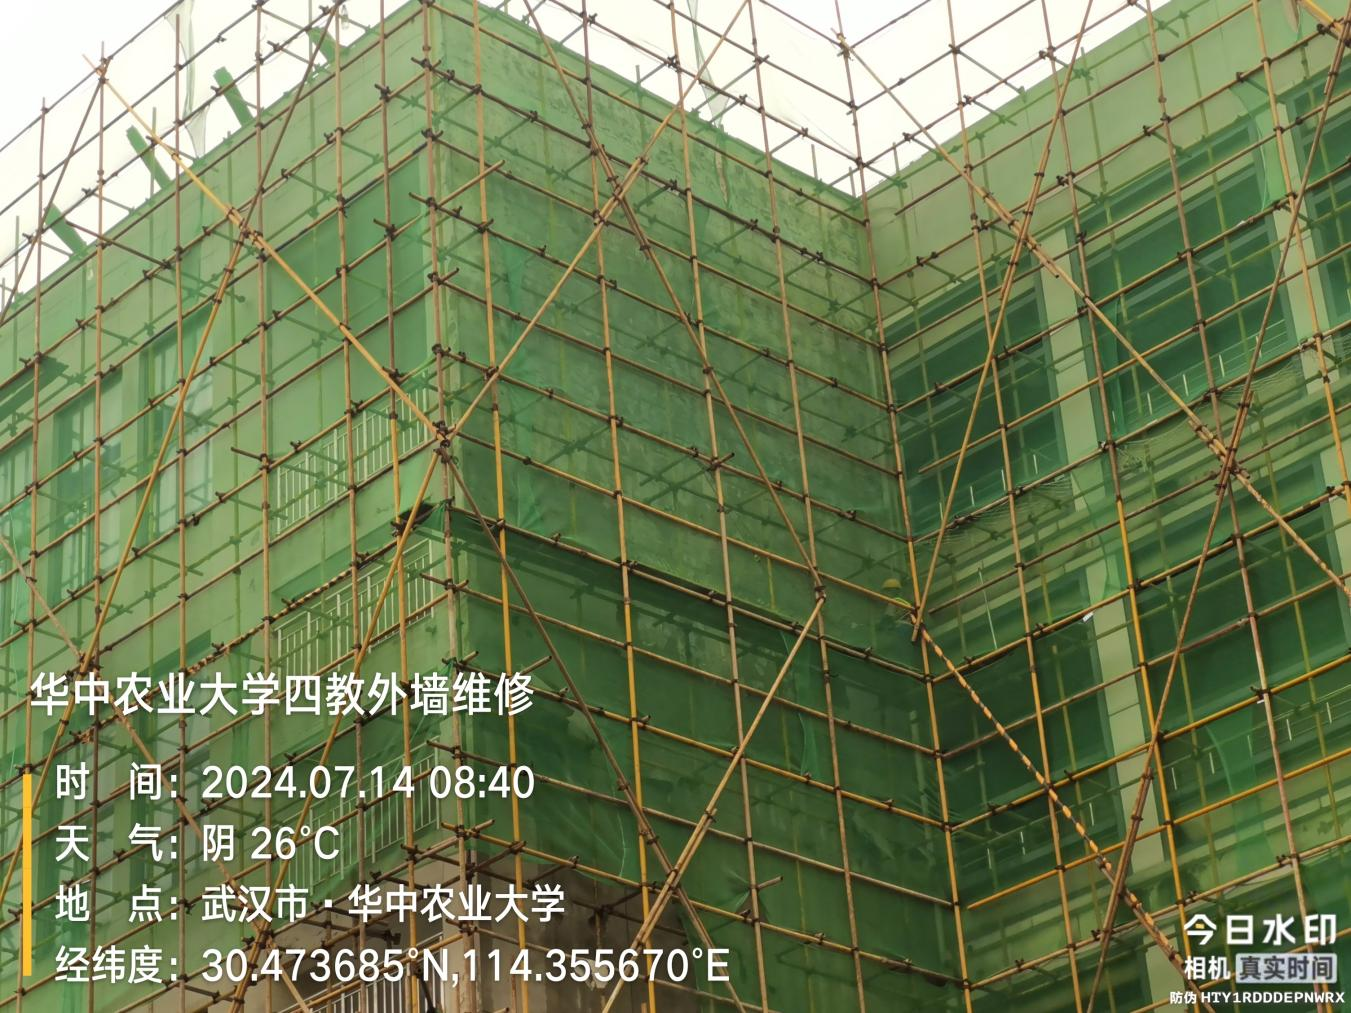 华中农业大学四教外墙维修
时 间：2024.07.14 08:40
天 气：阴 26°C
地 点：武汉市·华中农业大学
经纬度：30.473685°N,114.355670°E
今日水印
相机 真实时间
防伪 HTY1RDDDEPNWRX